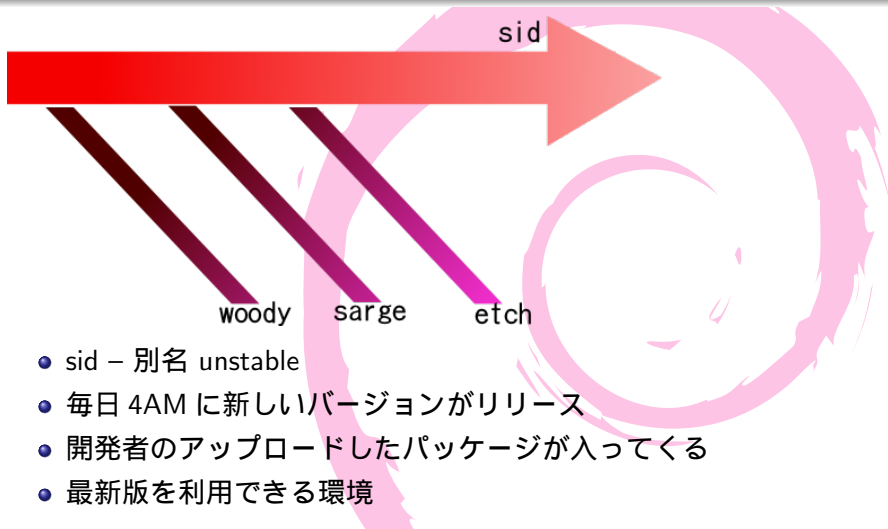 sid
woody sarge etch
sid – 別名 unstable
毎日 4AM に新しいバージョンがリリース
開発者のアップロードしたパッケージが入ってくる
最新版を利用できる環境